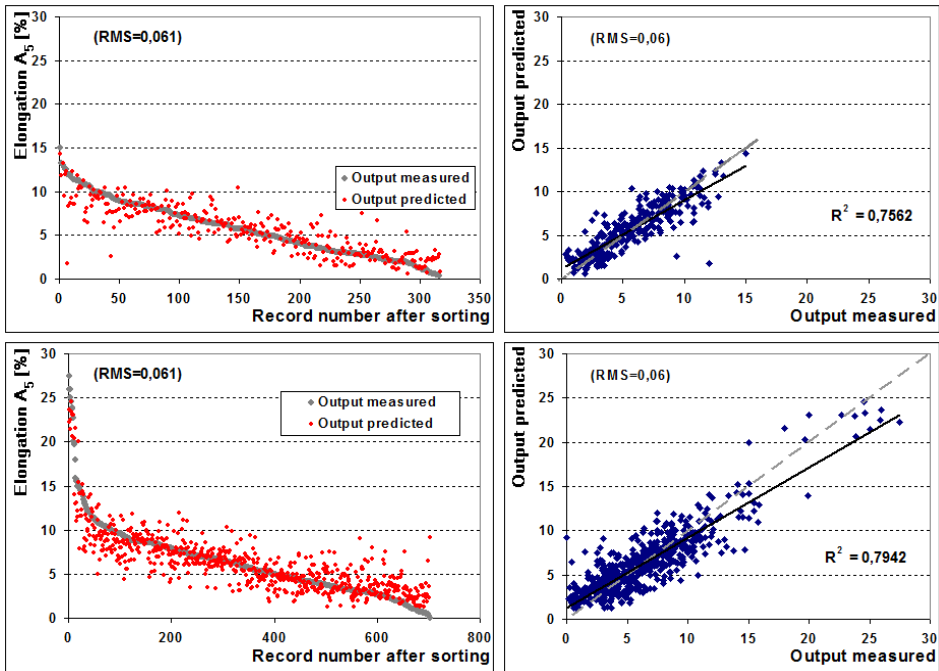 Elongation A5 [%]
30
25
20
15
10
5
0
(RMS=0,061)
Output measured
Output predicted
0 50 100 150 200 250 300 350
Record number after sorting
Output predicted
30
25
20
15
10
5
0
(RMS=0,06)
R² = 0,7562
0 5 10 15 20 25 30
Output measured
Elongation A5 [%]
30
25
20
15
10
5
0
(RMS=0,061)
Output measured
Output predicted
0 200 400 600 800
Record number after sorting
Output predicted
30
25
20
15
10
5
0
(RMS=0,06)
R² = 0,7942
0 5 10 15 20 25 30
Output measured